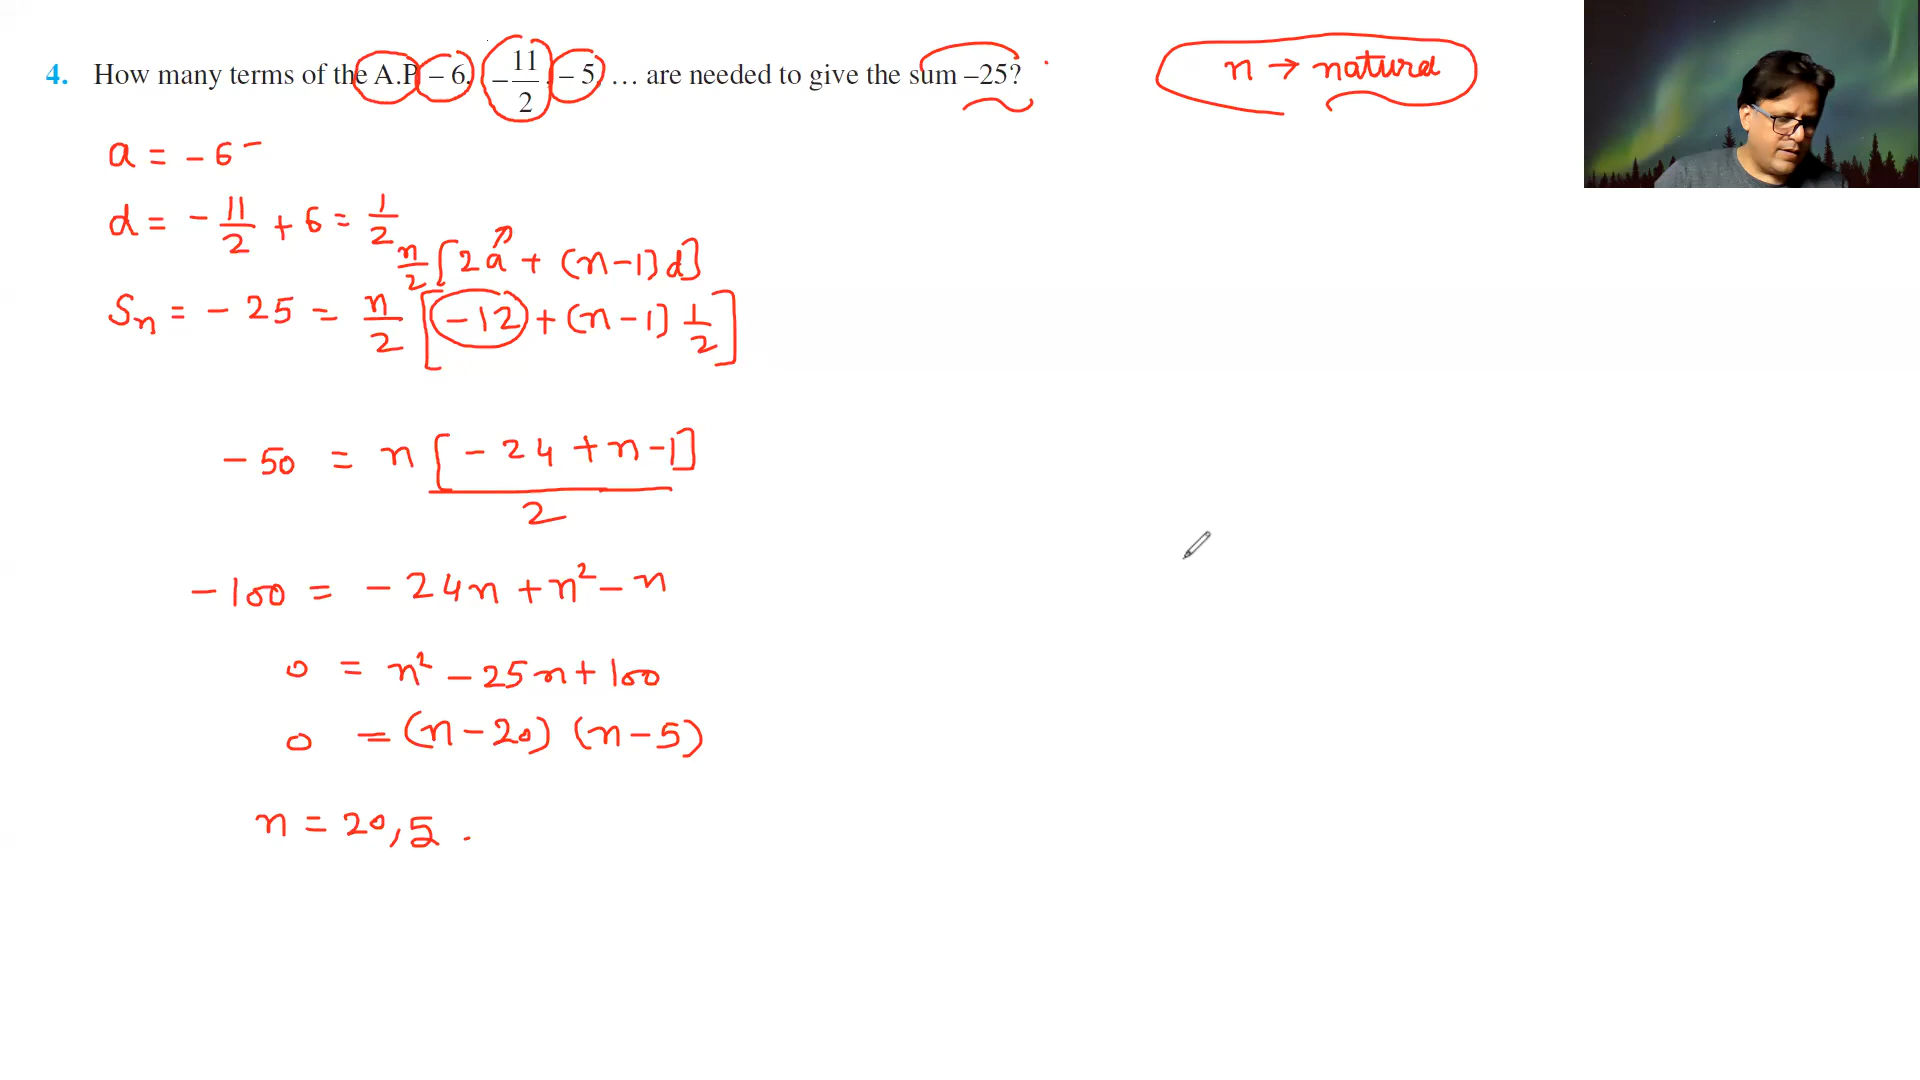 4. How many terms of the A.P – 6, –11/2, – 5, … are needed to give the sum –25?
n → natural
a = - 6
d = - 11/2 + 6 = 1/2
n/2 [2a + (n-1)d]
Sn = - 25 = n/2 [-12 + (n-1) 1/2]
- 50 = n [-24 + n-1] / 2
- 100 = - 24n + n² - n
0 = n² - 25n + 100
0 = (n - 20) (n - 5)
n = 20, 5 .